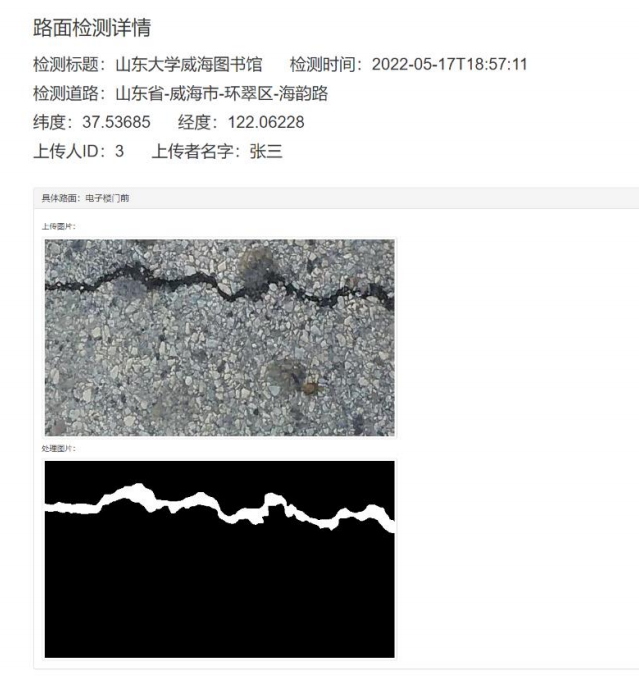 路面检测详情
检测标题：山东大学威海图书馆 检测时间：2022-05-17T18:57:11
检测道路：山东省-威海市-环翠区-海韵路
纬度：37.53685 经度：122.06228
上传人ID：3 上传者名字：张三
具体路面：电子楼门前
上传图片：
处理图片：